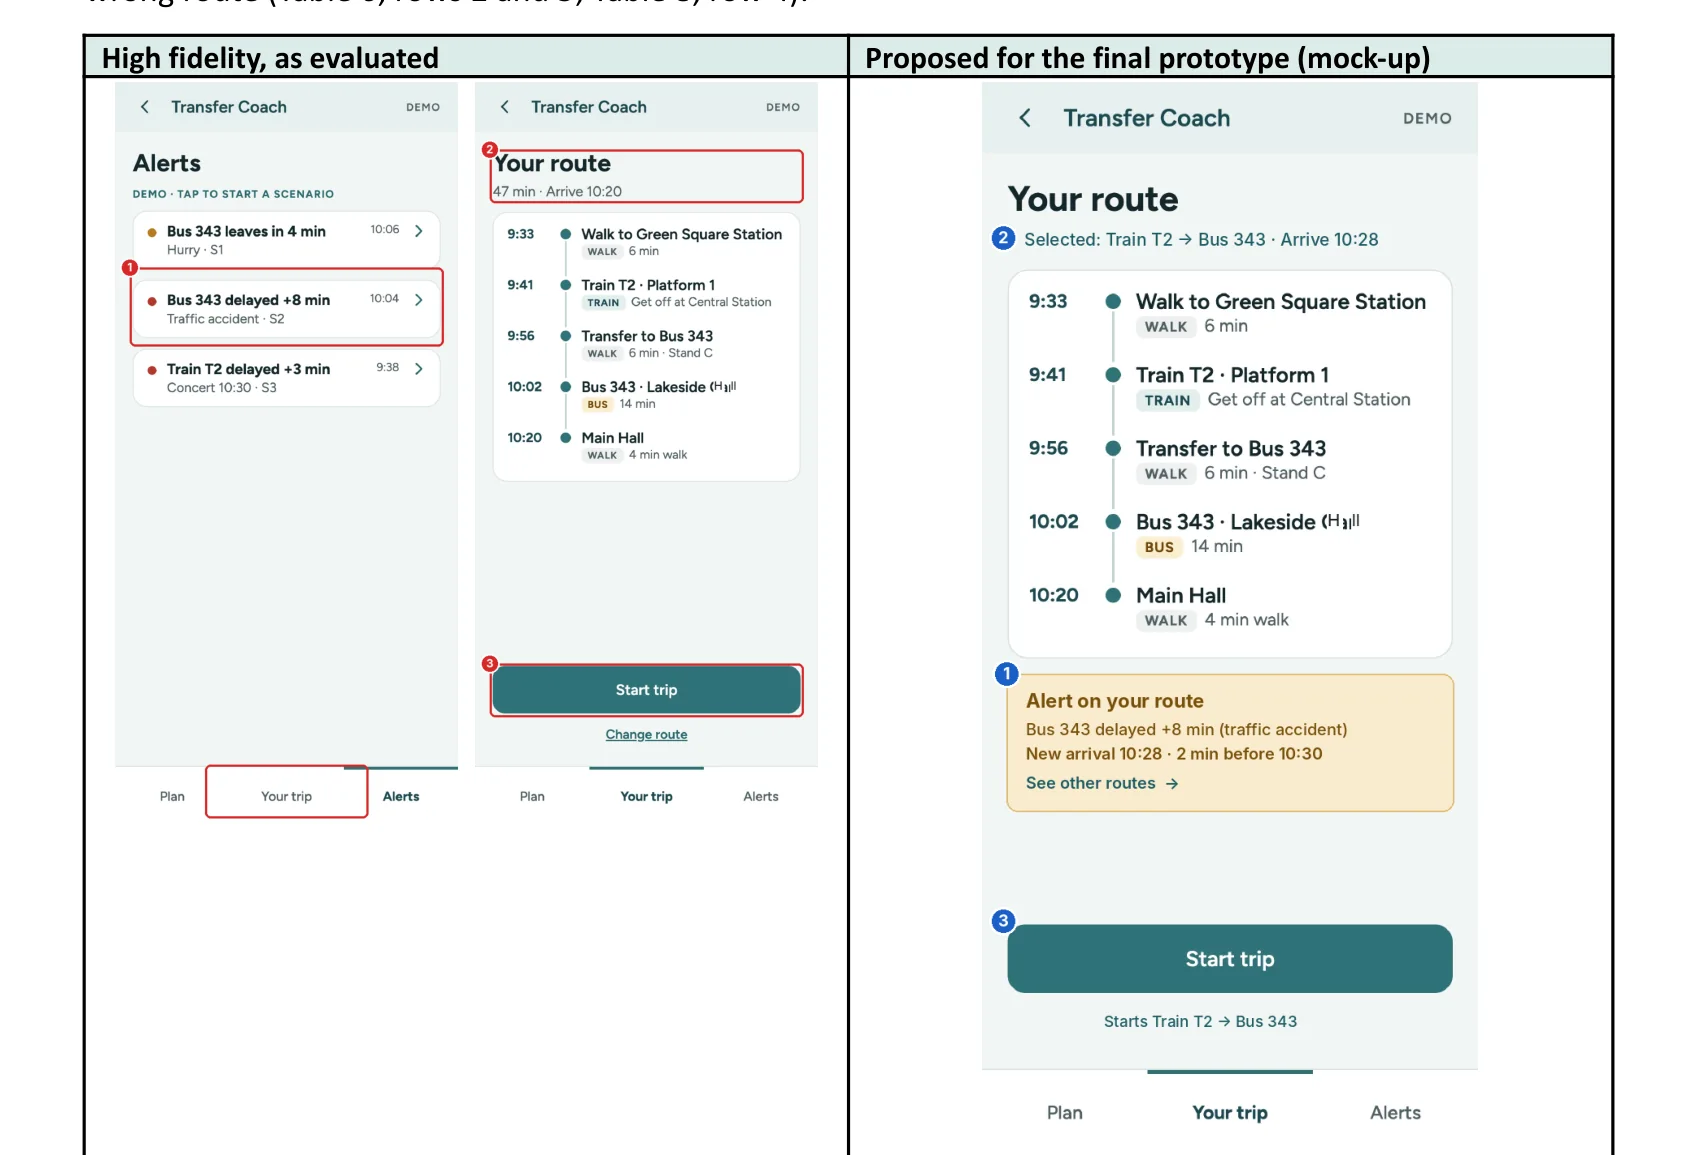 High fidelity, as evaluated
Proposed for the final prototype (mock-up)
Transfer Coach
DEMO
Alerts
DEMO · TAP TO START A SCENARIO
Bus 343 leaves in 4 min
10:06
Hurry · S1
1
Bus 343 delayed +8 min
10:04
Traffic accident · S2
Train T2 delayed +3 min
9:38
Concert 10:30 · S3
Plan
Your trip
Alerts
Transfer Coach
DEMO
2
Your route
47 min · Arrive 10:20
9:33
Walk to Green Square Station
WALK 6 min
9:41
Train T2 · Platform 1
TRAIN Get off at Central Station
9:56
Transfer to Bus 343
WALK 6 min · Stand C
10:02
Bus 343 · Lakeside
BUS 14 min
10:20
Main Hall
WALK 4 min walk
3
Start trip
Change route
Plan
Your trip
Alerts
Transfer Coach
DEMO
Your route
2 Selected: Train T2 → Bus 343 · Arrive 10:28
9:33
Walk to Green Square Station
WALK 6 min
9:41
Train T2 · Platform 1
TRAIN Get off at Central Station
9:56
Transfer to Bus 343
WALK 6 min · Stand C
10:02
Bus 343 · Lakeside
BUS 14 min
10:20
Main Hall
WALK 4 min walk
1
Alert on your route
Bus 343 delayed +8 min (traffic accident)
New arrival 10:28 · 2 min before 10:30
See other routes →
3
Start trip
Starts Train T2 → Bus 343
Plan
Your trip
Alerts